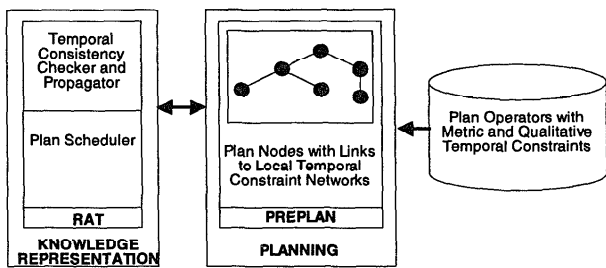 Temporal
Consistency
Checker and
Propagator
Plan Scheduler
RAT
KNOWLEDGE
REPRESENTATION
Plan Nodes with Links
to Local Temporal
Constraint Networks
PREPLAN
PLANNING
Plan Operators with
Metric and Qualitative
Temporal Constraints